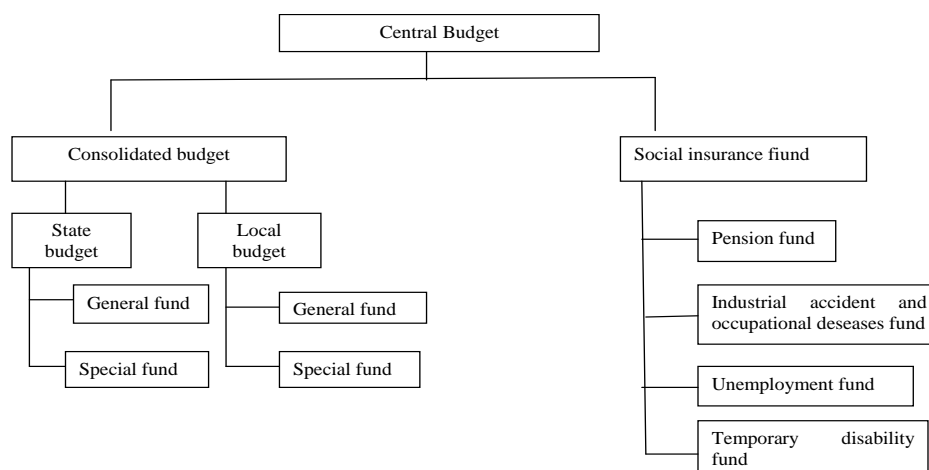 Central Budget
Consolidated budget
Social insurance fiund
State
budget
Local
budget
General fund
Special fund
General fund
Special fund
Pension fund
Industrial accident and
occupational deseases fund
Unemployment fund
Temporary disability
fund